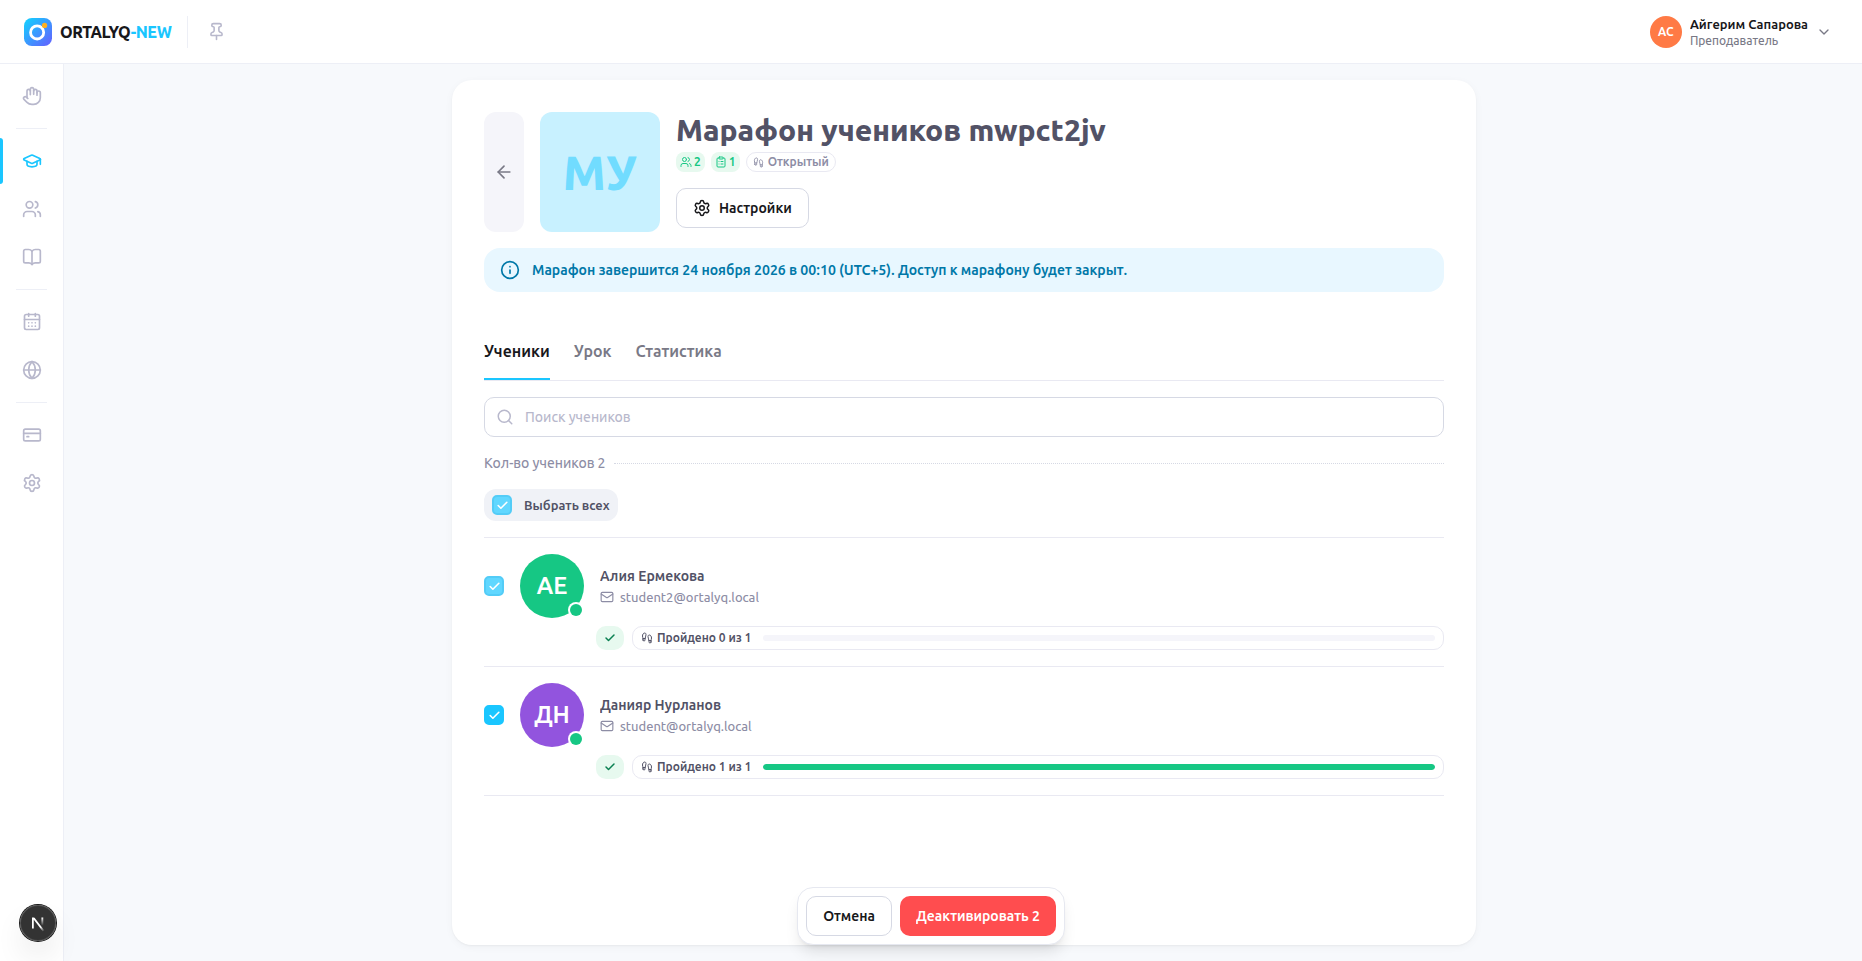 ORTALYQ-NEW
АС
Айгерим Сапарова
Преподаватель
МУ
Марафон учеников mwpct2jv
2
1
Открытый
Настройки
Марафон завершится 24 ноября 2026 в 00:10 (UTC+5). Доступ к марафону будет закрыт.
Ученики
Урок
Статистика
Поиск учеников
Кол-во учеников 2
Выбрать всех
АЕ
Алия Ермекова
student2@ortalyq.local
Пройдено 0 из 1
ДН
Данияр Нурланов
student@ortalyq.local
Пройдено 1 из 1
Отмена
Деактивировать 2
N